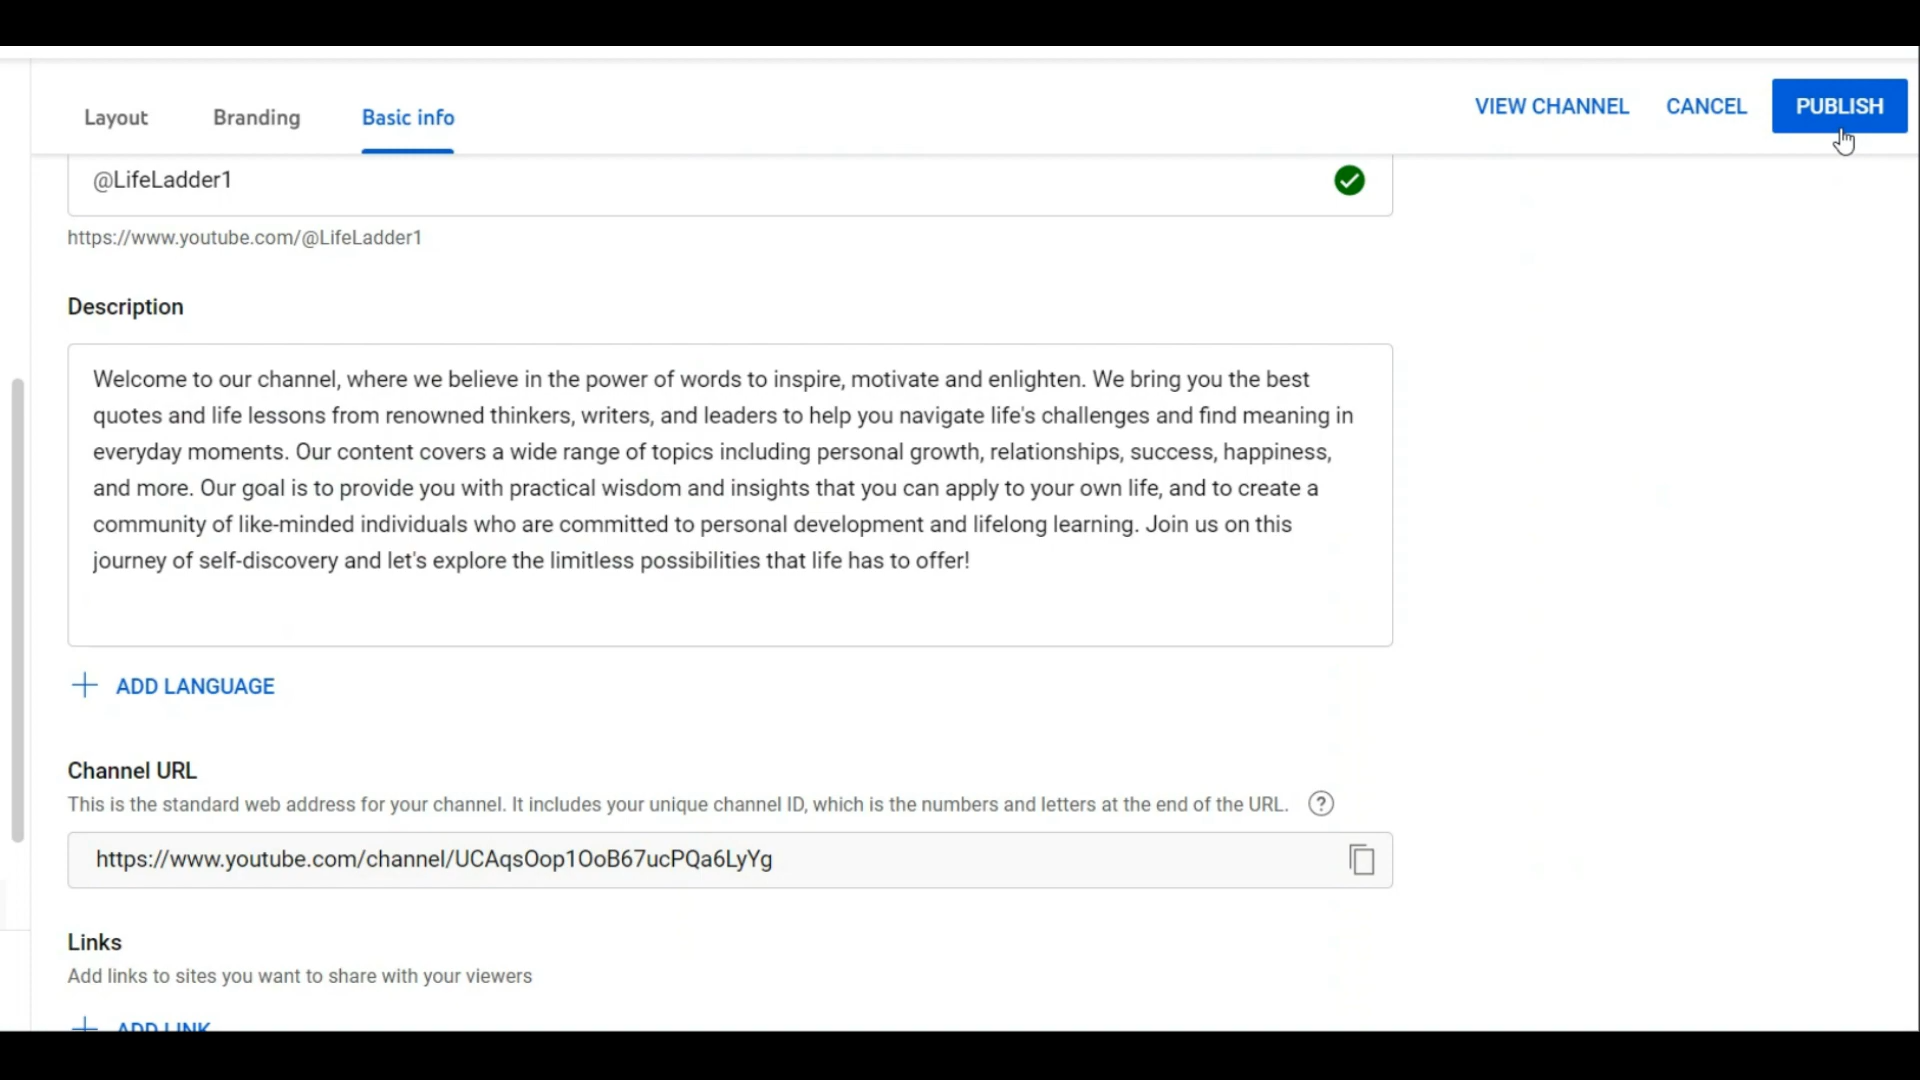 Layout Branding Basic info VIEW CHANNEL CANCEL PUBLISH
@LifeLadder1
https://www.youtube.com/@LifeLadder1
Description
Welcome to our channel, where we believe in the power of words to inspire, motivate and enlighten. We bring you the best
quotes and life lessons from renowned thinkers, writers, and leaders to help you navigate life's challenges and find meaning in
everyday moments. Our content covers a wide range of topics including personal growth, relationships, success, happiness,
and more. Our goal is to provide you with practical wisdom and insights that you can apply to your own life, and to create a
community of like-minded individuals who are committed to personal development and lifelong learning. Join us on this
journey of self-discovery and let's explore the limitless possibilities that life has to offer!
ADD LANGUAGE
Channel URL
This is the standard web address for your channel. It includes your unique channel ID, which is the numbers and letters at the end of the URL.
https://www.youtube.com/channel/UCAqsOop1OoB67ucPQa6LyYg
Links
Add links to sites you want to share with your viewers
ADD LINK